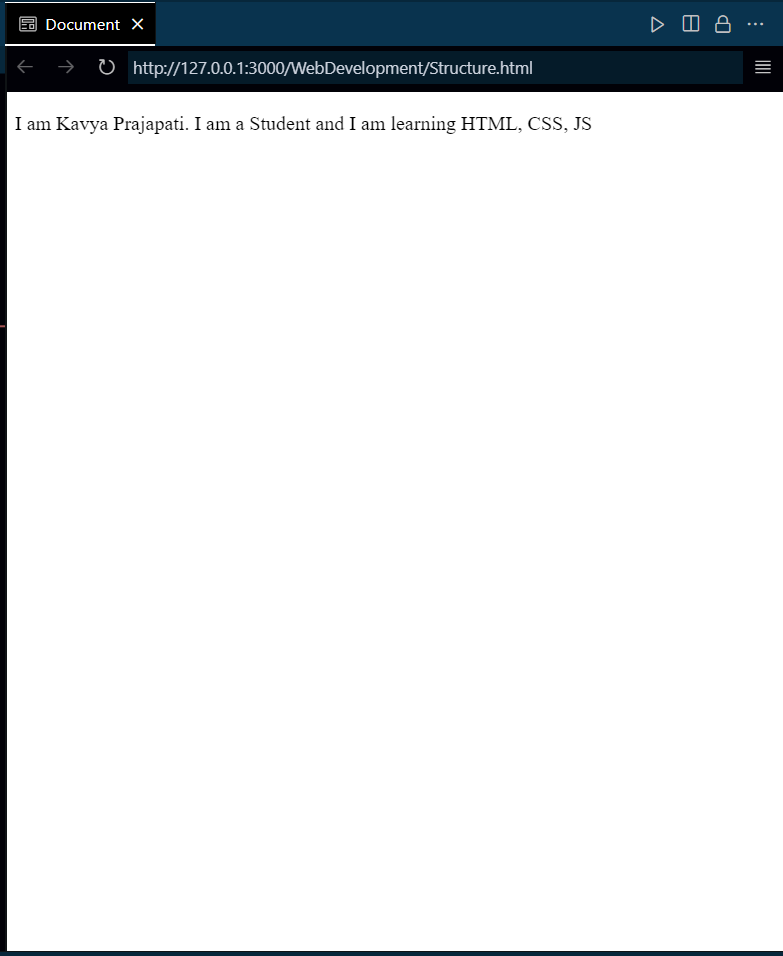 Document
http://127.0.0.1:3000/WebDevelopment/Structure.html
I am Kavya Prajapati. I am a Student and I am learning HTML, CSS, JS